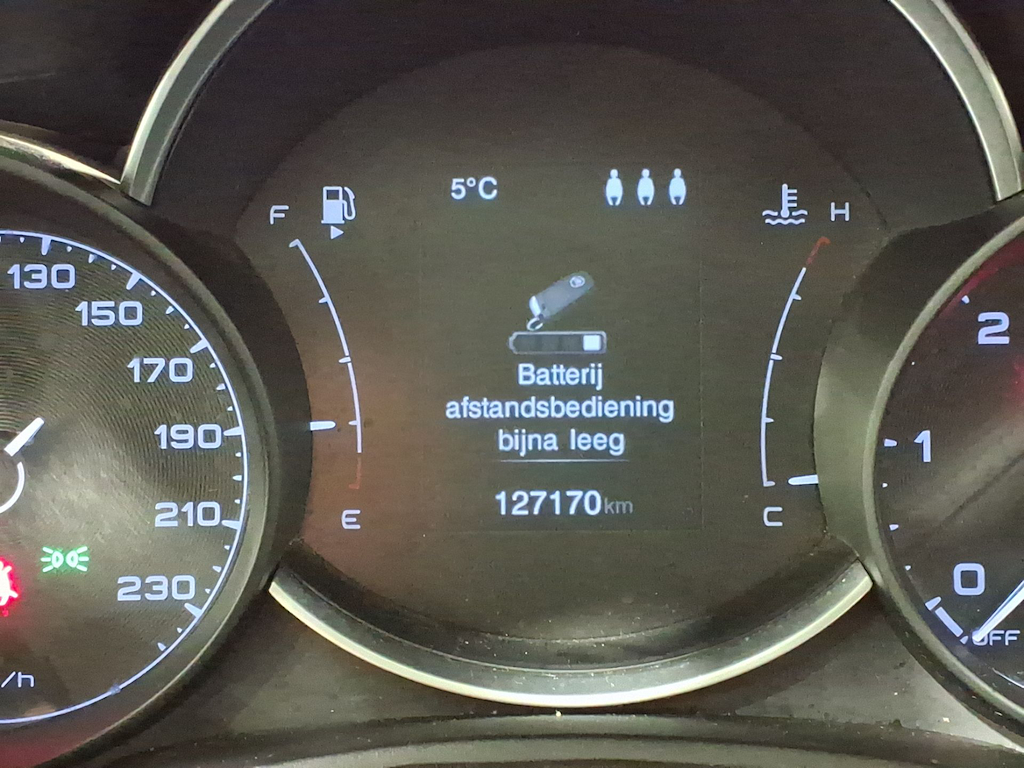 5°C
F
H
130
150
170
190
210
230
/h
Batterij
afstandsbediening
bijna leeg
127170km
E
C
2
1
0
OFF